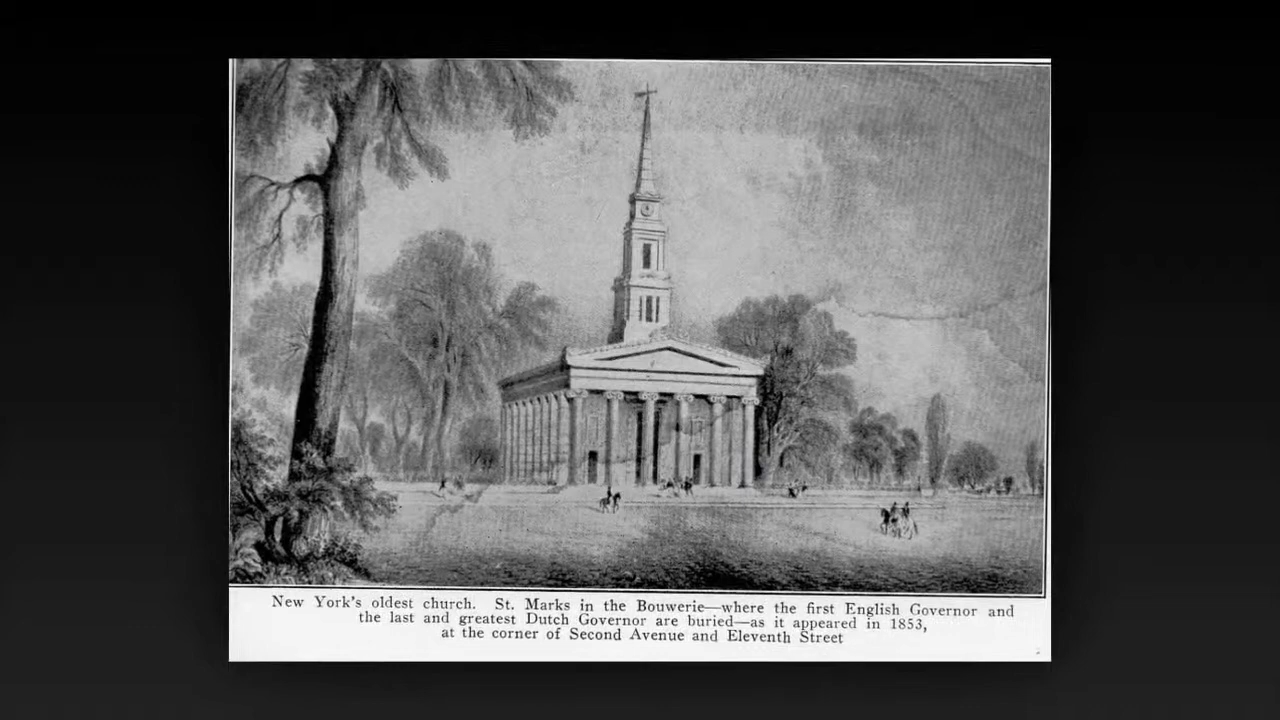 New York's oldest church. St. Marks in the Bouwerie—where the first English Governor and
the last and greatest Dutch Governor are buried—as it appeared in 1853,
at the corner of Second Avenue and Eleventh Street